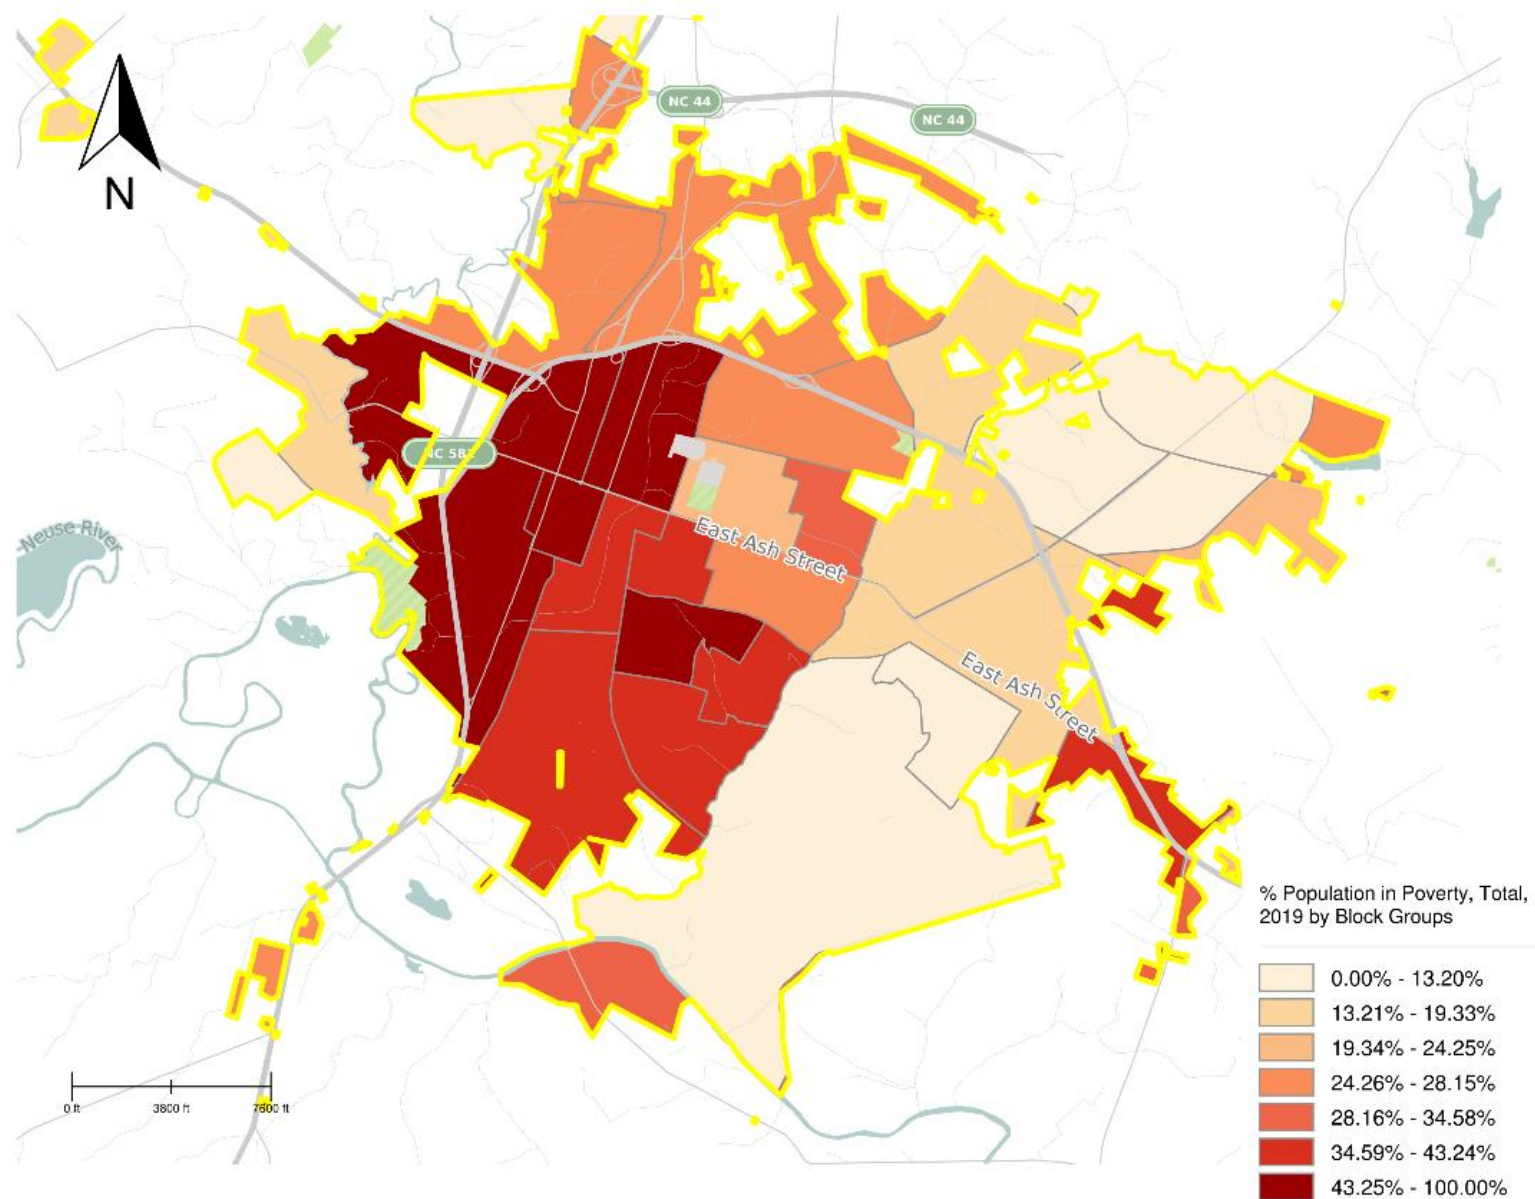 NC 44
NC 44
N
NC 58
East Ash Street
Neuse River
East Ash Street
% Population in Poverty, Total,
2019 by Block Groups
0.00% - 13.20%
13.21% - 19.33%
19.34% - 24.25%
24.26% - 28.15%
28.16% - 34.58%
34.59% - 43.24%
43.25% - 100.00%
0 ft 3800 ft 7600 ft